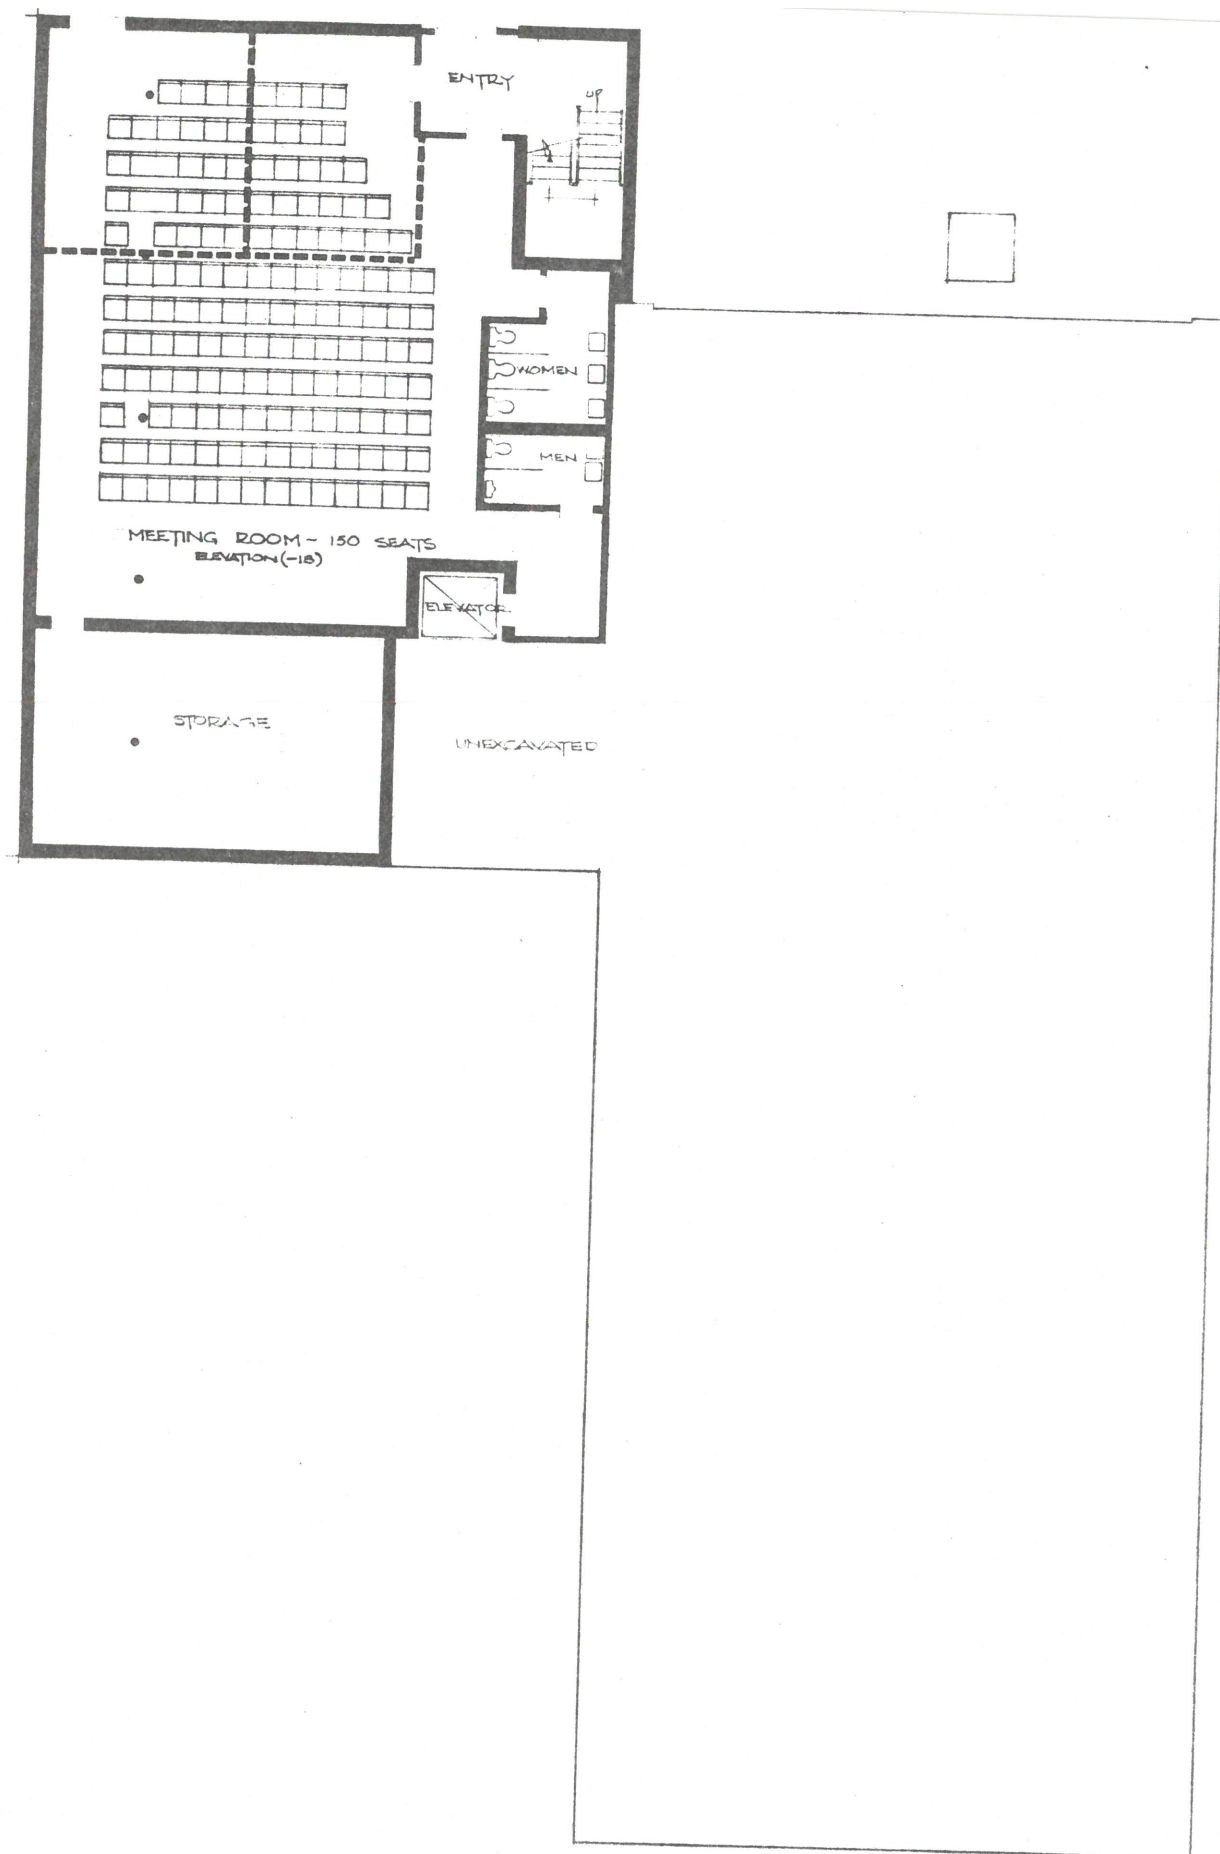 ENTRY
UP
WOMEN
MEN
MEETING ROOM - 150 SEATS
ELEVATION (-18)
ELEVATOR
STORAGE
UNEXCAVATED